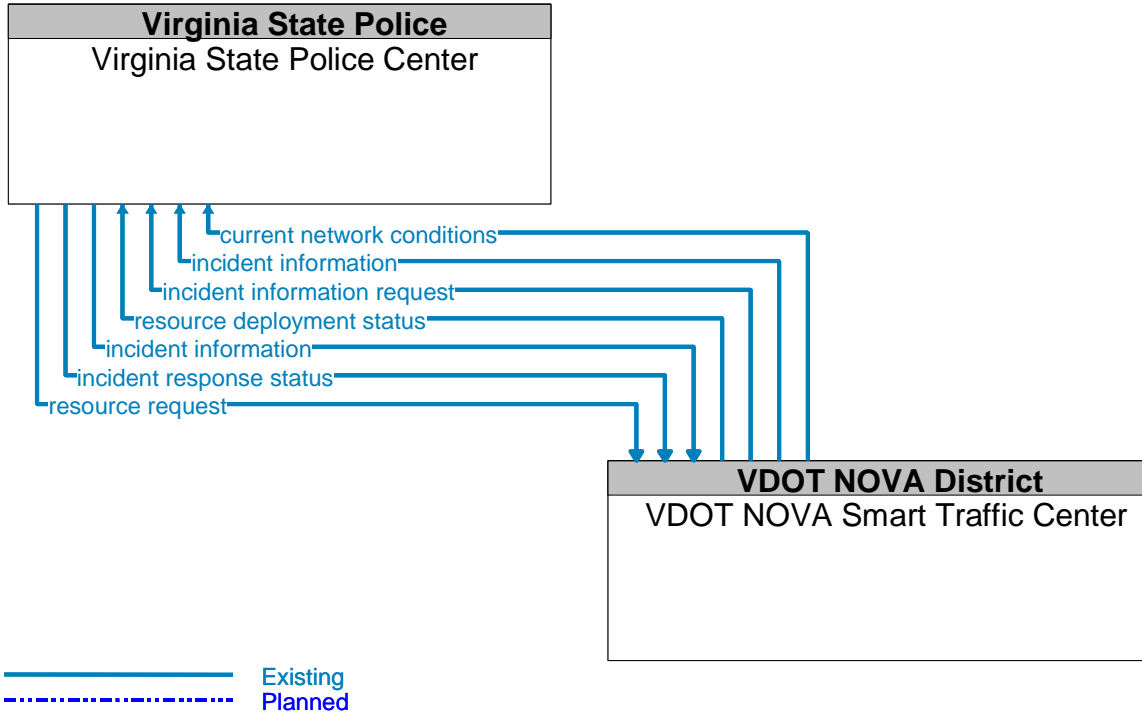 Virginia State Police
Virginia State Police Center
current network conditions
incident information
incident information request
resource deployment status
incident information
incident response status
resource request
VDOT NOVA District
VDOT NOVA Smart Traffic Center
Existing
Planned